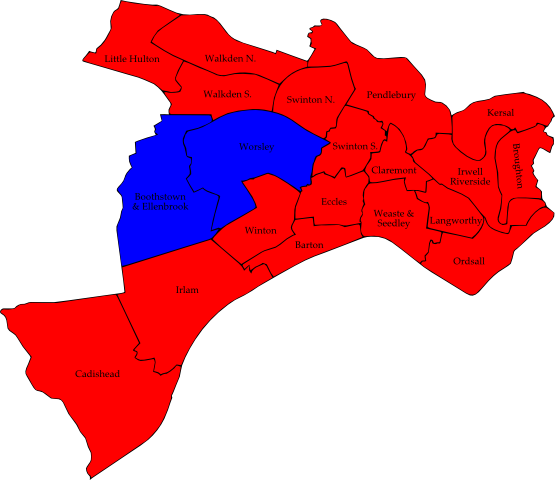 Little Hulton
Walkden N.
Walkden S.
Swinton N.
Pendlebury
Kersal
Worsley
Swinton S.
Claremont
Irwell
Riverside
Broughton
Boothstown
& Ellenbrook
Eccles
Weaste &
Seedley
Langworthy
Winton
Barton
Ordsall
Irlam
Cadishead